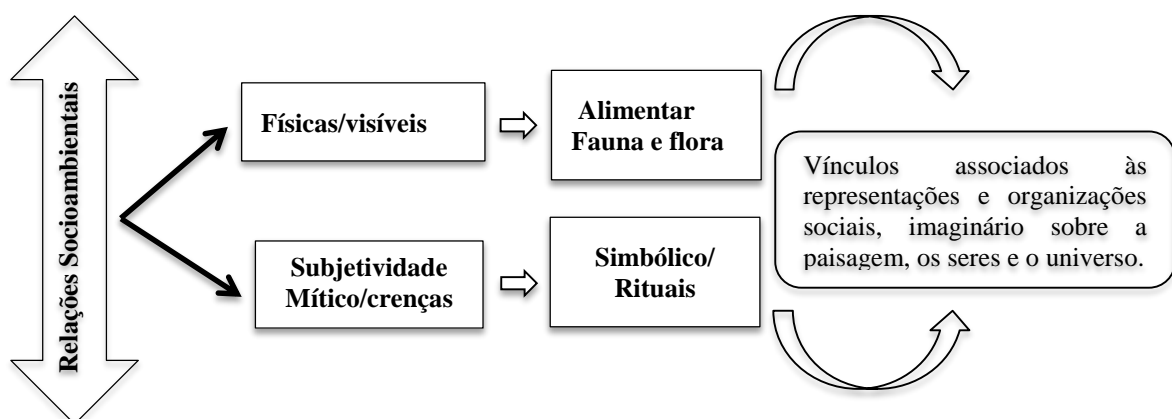 Relações Socioambientais
Físicas/visíveis
Alimentar
Fauna e flora
Subjetividade
Mítico/crenças
Simbólico/
Rituais
Vínculos associados às
representações e organizações
sociais, imaginário sobre a
paisagem, os seres e o universo.